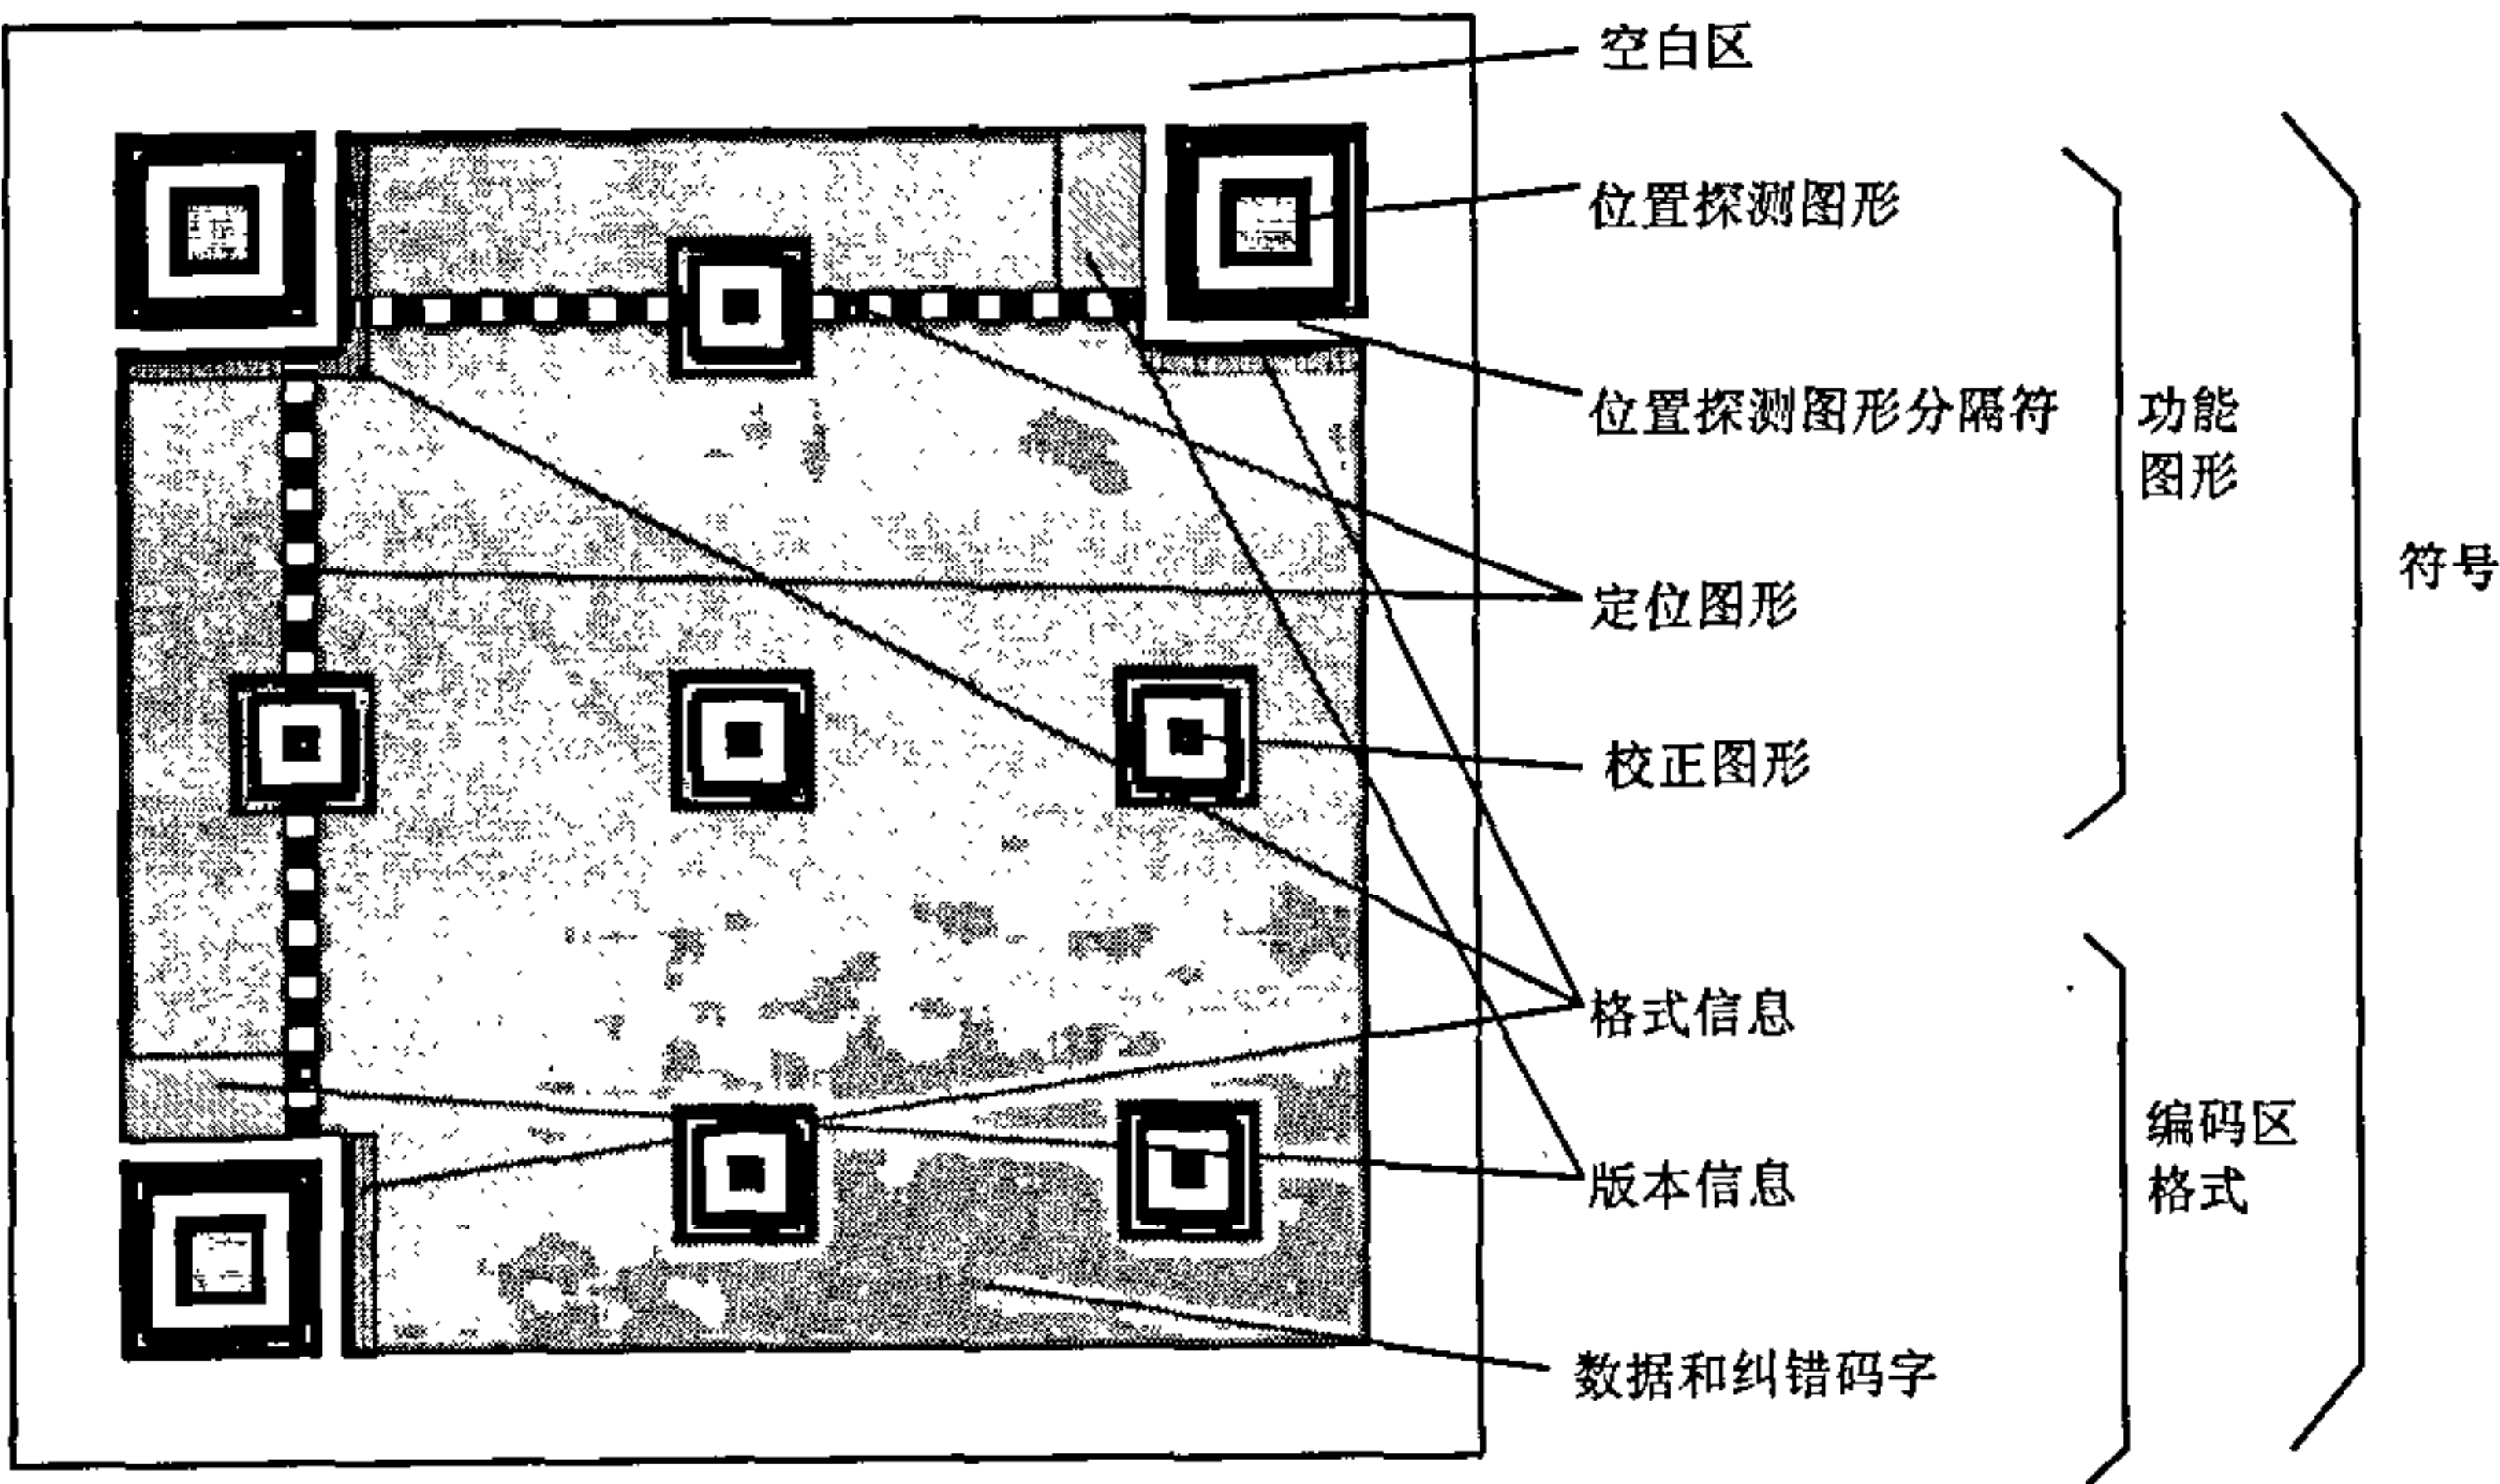 空白区
位置探测图形
位置探测图形分隔符
定位图形
校正图形
功能
图形
格式信息
版本信息
数据和纠错码字
编码区
格式
符号